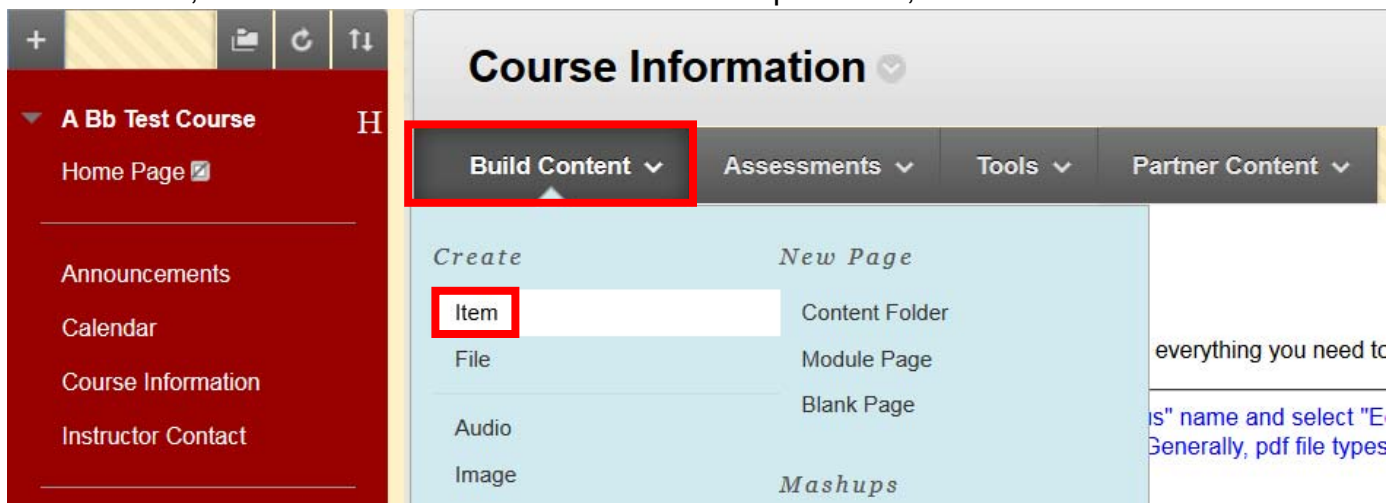 A Bb Test Course H
Home Page
Announcements
Calendar
Course Information
Instructor Contact
Course Information
Build Content Assessments Tools Partner Content
Create
Item
File
Audio
Image
New Page
Content Folder
Module Page
Blank Page
Mashups
everything you need to
name and select "E
Generally, pdf file types